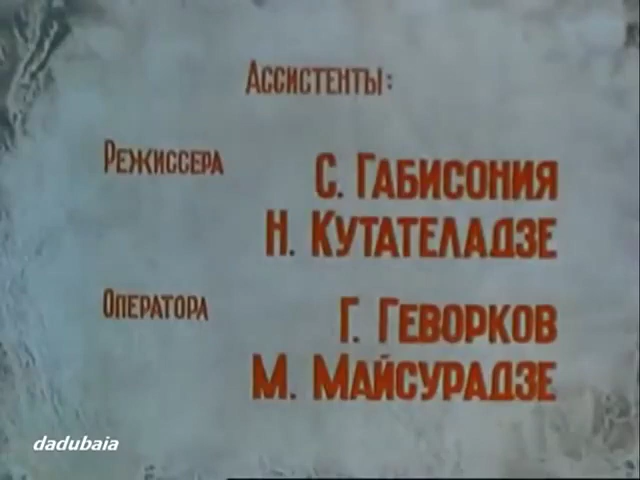 Ассистенты:
Режиссера
С. Габисония
Н. Кутателадзе
Оператора
Г. Геворков
М. Майсурадзе
dadubaia